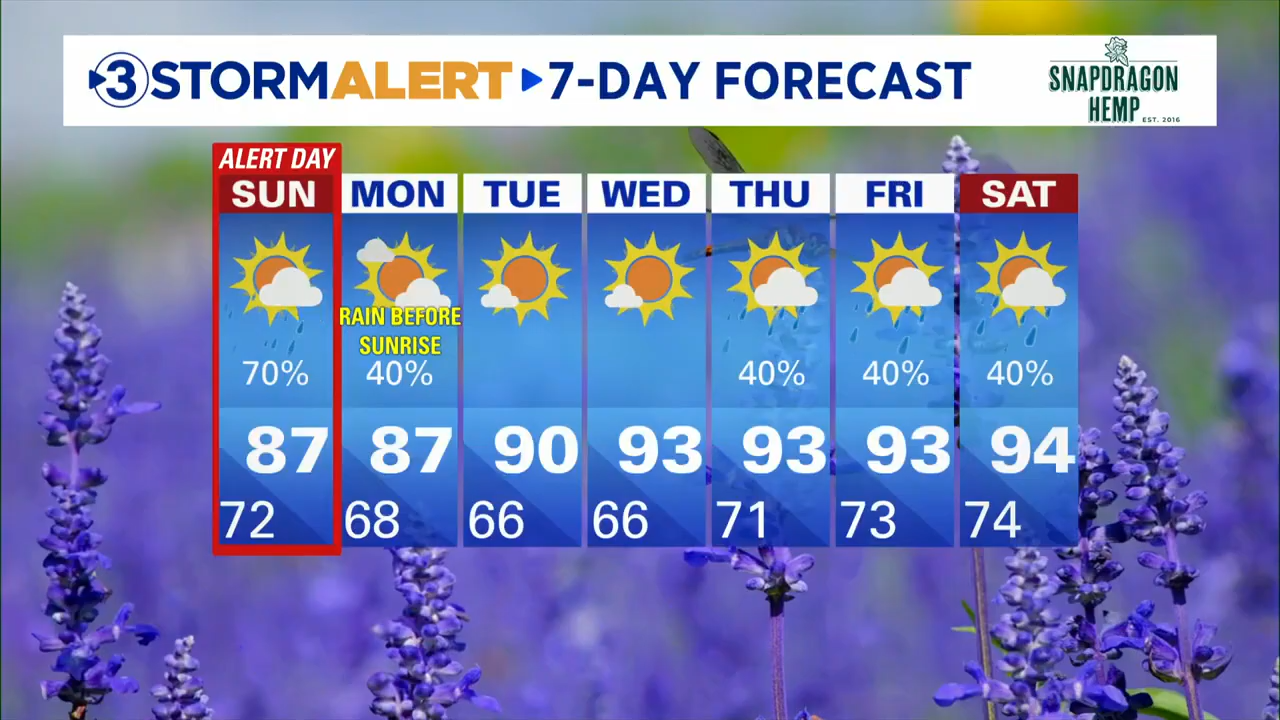 3 STORMALERT 7-DAY FORECAST
SNAPDRAGON
HEMP
EST. 2016
ALERT DAY
SUN MON TUE WED THU FRI SAT
RAIN BEFORE
SUNRISE
70% 40% 40% 40% 40%
87 87 90 93 93 93 94
72 68 66 66 71 73 74